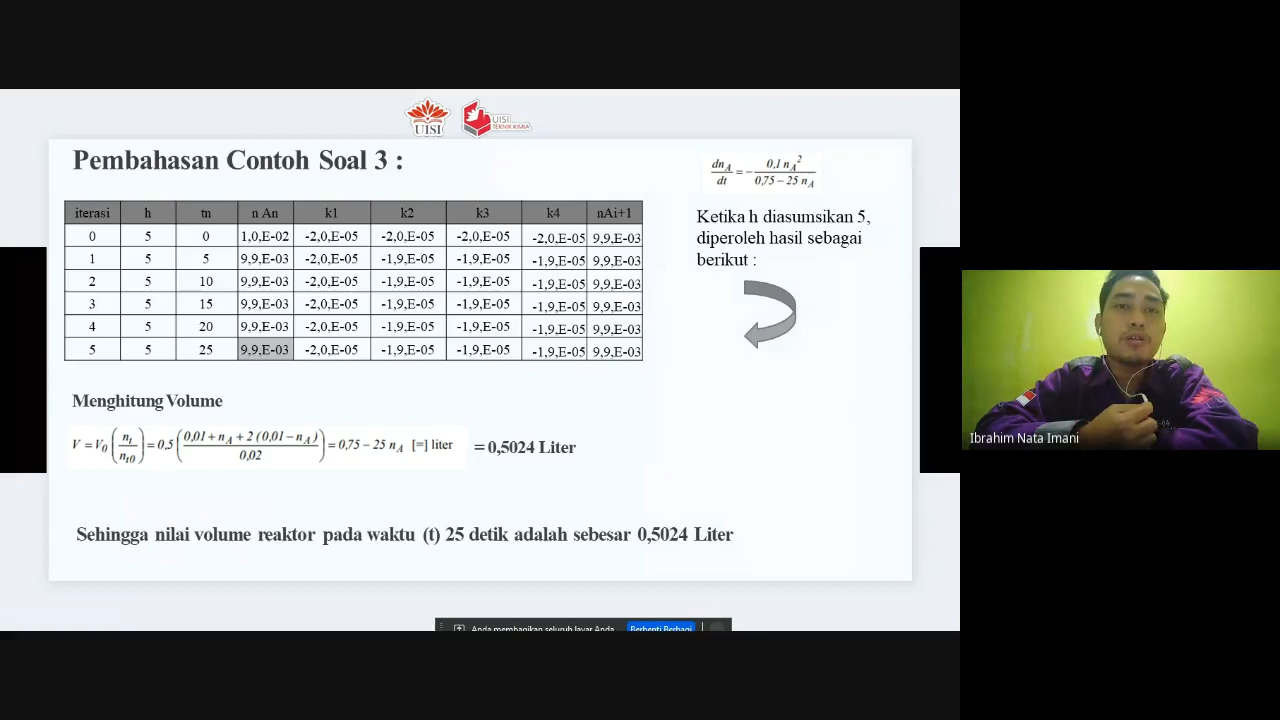 UISI
UISI
TEKNIK KIMIA
Pembahasan Contoh Soal 3 :
iterasi h tn n An k1 k2 k3 k4 nAi+1
0 5 0 1,0,E-02 -2,0,E-05 -2,0,E-05 -2,0,E-05 -2,0,E-05 9,9,E-03
1 5 5 9,9,E-03 -2,0,E-05 -1,9,E-05 -1,9,E-05 -1,9,E-05 9,9,E-03
2 5 10 9,9,E-03 -2,0,E-05 -1,9,E-05 -1,9,E-05 -1,9,E-05 9,9,E-03
3 5 15 9,9,E-03 -2,0,E-05 -1,9,E-05 -1,9,E-05 -1,9,E-05 9,9,E-03
4 5 20 9,9,E-03 -2,0,E-05 -1,9,E-05 -1,9,E-05 -1,9,E-05 9,9,E-03
5 5 25 9,9,E-03 -2,0,E-05 -1,9,E-05 -1,9,E-05 -1,9,E-05 9,9,E-03
dn_A/dt = - 0,1 n_A^2 / (0,75 – 25 n_A)
Ketika h diasumsikan 5,
diperoleh hasil sebagai
berikut :
Menghitung Volume
V = V_0 (n_t / n_t0) = 0,5 ((0,01 + n_A + 2 (0,01 – n_A)) / 0,02) = 0,75 – 25 n_A [=] liter = 0,5024 Liter
Sehingga nilai volume reaktor pada waktu (t) 25 detik adalah sebesar 0,5024 Liter
Anda membagikan seluruh layar Anda Berhenti Berbagi
Ibrahim Nata Imani